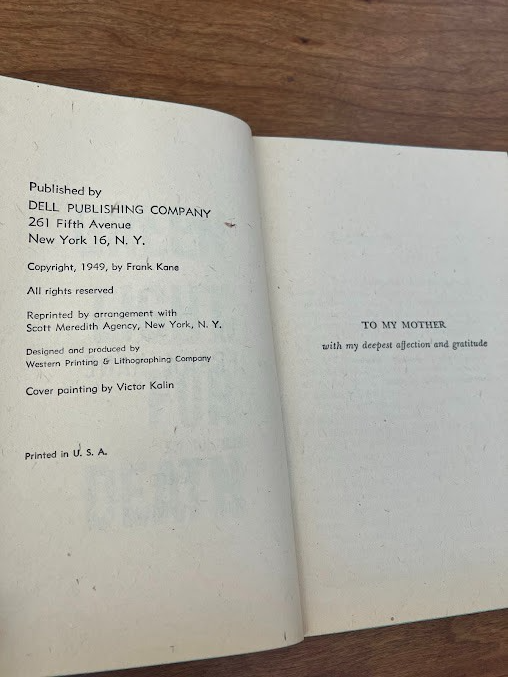 Published by
DELL PUBLISHING COMPANY
261 Fifth Avenue
New York 16, N. Y.
Copyright, 1949, by Frank Kane
All rights reserved
Reprinted by arrangement with
Scott Meredith Agency, New York, N. Y.
Designed and produced by
Western Printing & Lithographing Company
Cover painting by Victor Kalin
Printed in U. S. A.
TO MY MOTHER
with my deepest affection and gratitude